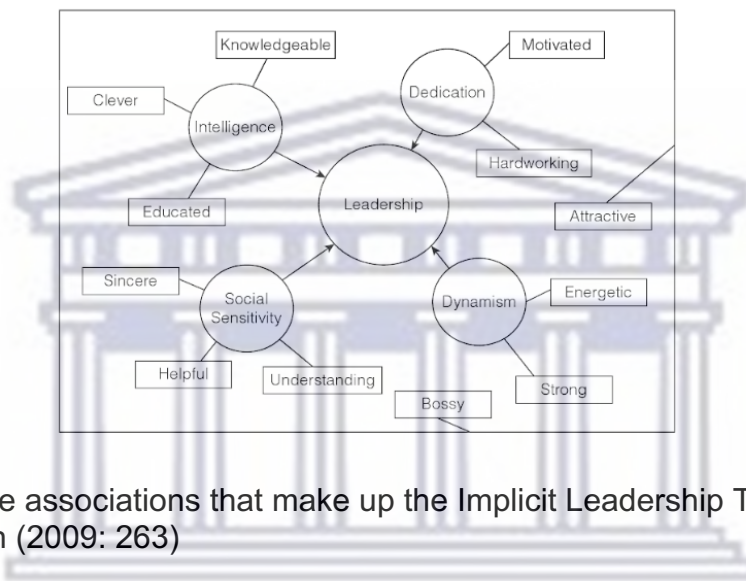 Knowledgeable
Motivated
Clever
Dedication
Intelligence
Hardworking
Educated
Leadership
Attractive
Sincere
Social
Sensitivity
Dynamism
Energetic
Helpful
Understanding
Strong
Bossy
associations that make up the Implicit Leadership
(2009: 263)